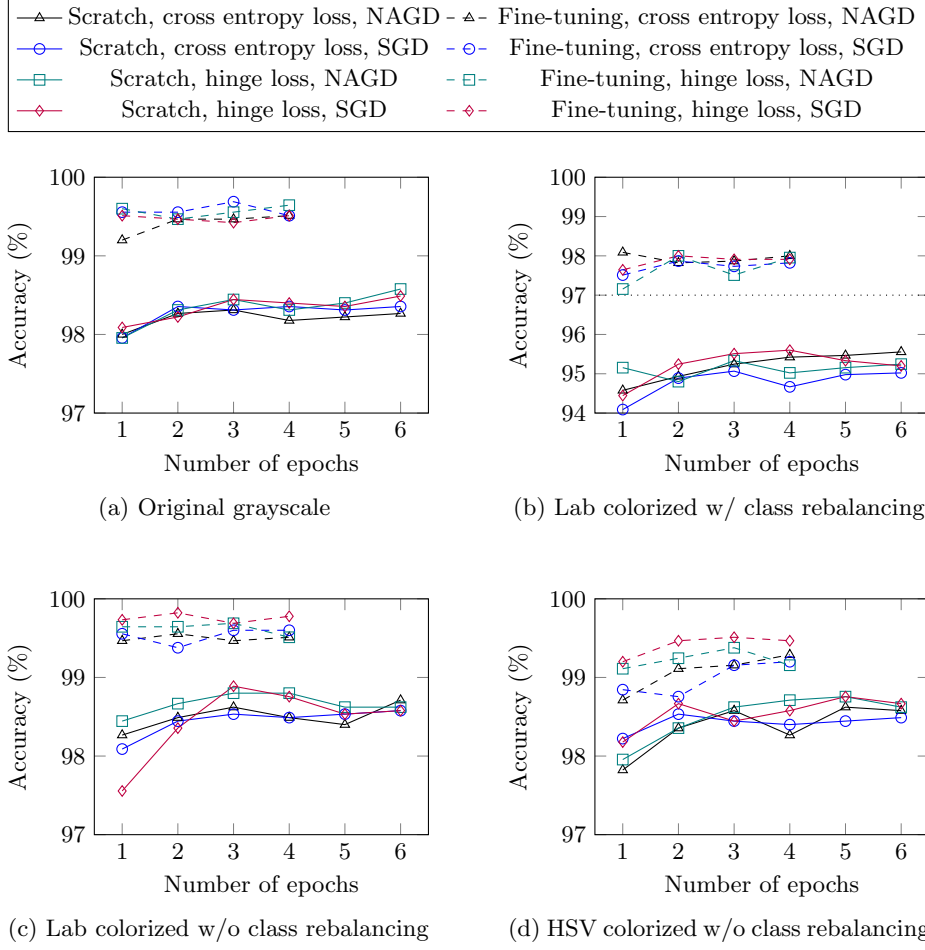 Scratch, cross entropy loss, NAGD
Fine-tuning, cross entropy loss, NAGD
Scratch, cross entropy loss, SGD
Fine-tuning, cross entropy loss, SGD
Scratch, hinge loss, NAGD
Fine-tuning, hinge loss, NAGD
Scratch, hinge loss, SGD
Fine-tuning, hinge loss, SGD
100
99
98
97
Accuracy (%)
1 2 3 4 5 6
Number of epochs
(a) Original grayscale
100
99
98
97
96
95
94
Accuracy (%)
1 2 3 4 5 6
Number of epochs
(b) Lab colorized w/ class rebalancing
100
99
98
97
Accuracy (%)
1 2 3 4 5 6
Number of epochs
(c) Lab colorized w/o class rebalancing
100
99
98
97
Accuracy (%)
1 2 3 4 5 6
Number of epochs
(d) HSV colorized w/o class rebalancing